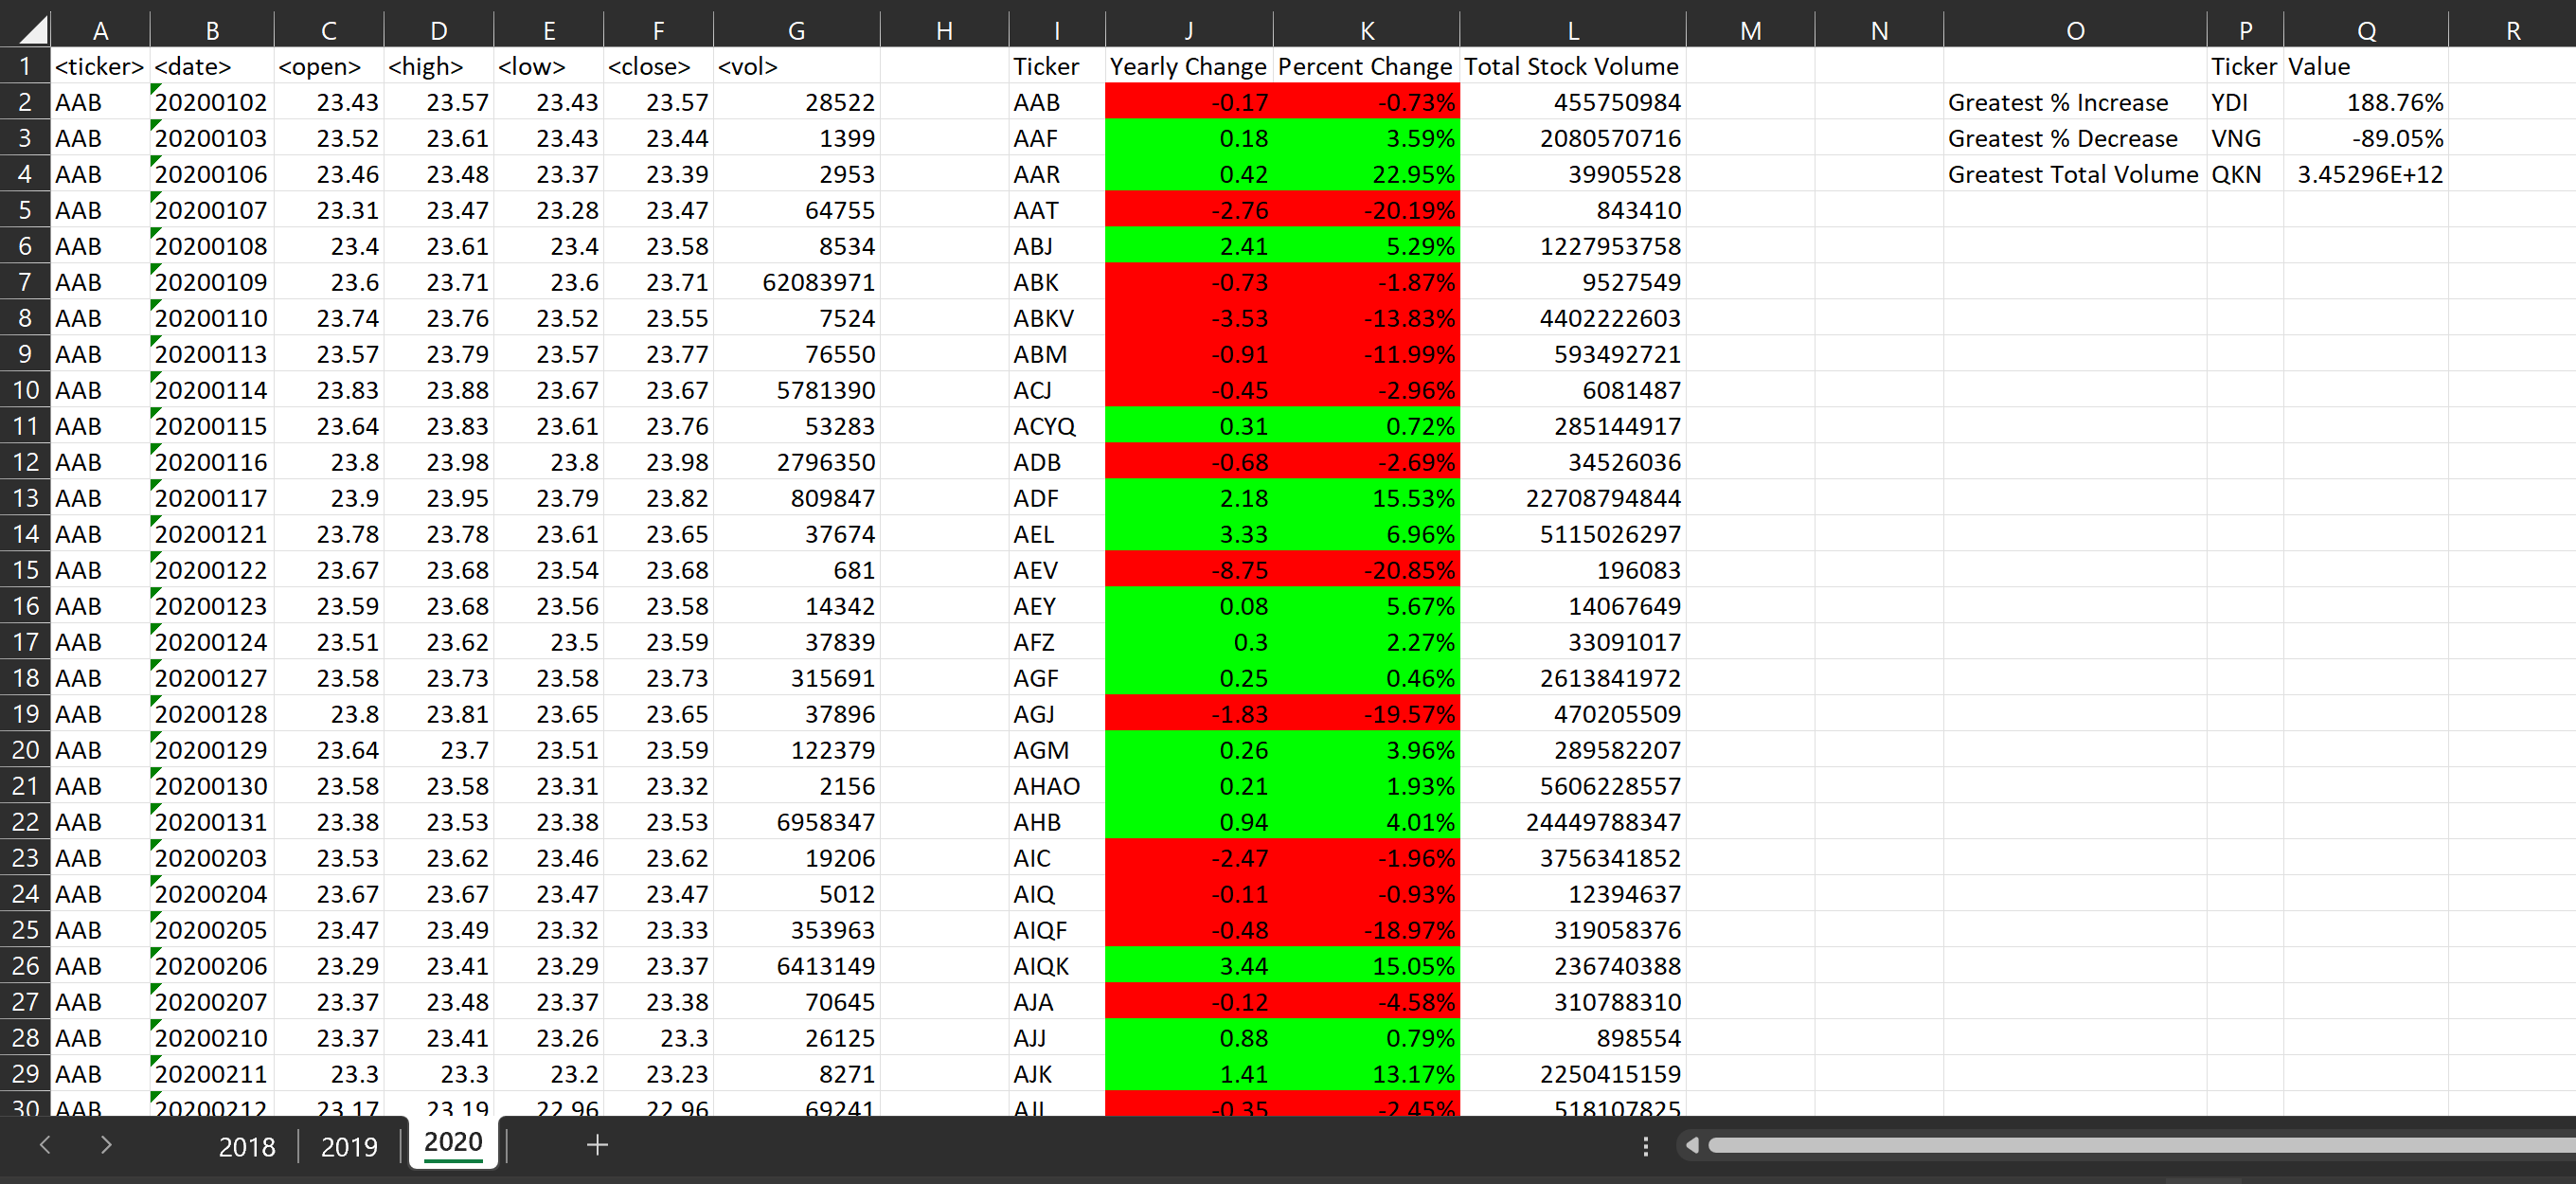 A B C D E F G H I J K L M N O P Q R
1 <ticker> <date> <open> <high> <low> <close> <vol> Ticker Yearly Change Percent Change Total Stock Volume Ticker Value
2 AAB 20200102 23.43 23.57 23.43 23.57 28522 AAB -0.17 -0.73% 455750984 Greatest % Increase YDI 188.76%
3 AAB 20200103 23.52 23.61 23.43 23.44 1399 AAF 0.18 3.59% 2080570716 Greatest % Decrease VNG -89.05%
4 AAB 20200106 23.46 23.48 23.37 23.39 2953 AAR 0.42 22.95% 39905528 Greatest Total Volume QKN 3.45296E+12
5 AAB 20200107 23.31 23.47 23.28 23.47 64755 AAT -2.76 -20.19% 843410
6 AAB 20200108 23.4 23.61 23.4 23.58 8534 ABJ 2.41 5.29% 1227953758
7 AAB 20200109 23.6 23.71 23.6 23.71 62083971 ABK -0.73 -1.87% 9527549
8 AAB 20200110 23.74 23.76 23.52 23.55 7524 ABKV -3.53 -13.83% 4402222603
9 AAB 20200113 23.57 23.79 23.57 23.77 76550 ABM -0.91 -11.99% 593492721
10 AAB 20200114 23.83 23.88 23.67 23.67 5781390 ACJ -0.45 -2.96% 6081487
11 AAB 20200115 23.64 23.83 23.61 23.76 53283 ACYQ 0.31 0.72% 285144917
12 AAB 20200116 23.8 23.98 23.8 23.98 2796350 ADB -0.68 -2.69% 34526036
13 AAB 20200117 23.9 23.95 23.79 23.82 809847 ADF 2.18 15.53% 22708794844
14 AAB 20200121 23.78 23.78 23.61 23.65 37674 AEL 3.33 6.96% 5115026297
15 AAB 20200122 23.67 23.68 23.54 23.68 681 AEV -8.75 -20.85% 196083
16 AAB 20200123 23.59 23.68 23.56 23.58 14342 AEY 0.08 5.67% 14067649
17 AAB 20200124 23.51 23.62 23.5 23.59 37839 AFZ 0.3 2.27% 33091017
18 AAB 20200127 23.58 23.73 23.58 23.73 315691 AGF 0.25 0.46% 2613841972
19 AAB 20200128 23.8 23.81 23.65 23.65 37896 AGJ -1.83 -19.57% 470205509
20 AAB 20200129 23.64 23.7 23.51 23.59 122379 AGM 0.26 3.96% 289582207
21 AAB 20200130 23.58 23.58 23.31 23.32 2156 AHAO 0.21 1.93% 5606228557
22 AAB 20200131 23.38 23.53 23.38 23.53 6958347 AHB 0.94 4.01% 24449788347
23 AAB 20200203 23.53 23.62 23.46 23.62 19206 AIC -2.47 -1.96% 3756341852
24 AAB 20200204 23.67 23.67 23.47 23.47 5012 AIQ -0.11 -0.93% 12394637
25 AAB 20200205 23.47 23.49 23.32 23.33 353963 AIQF -0.48 -18.97% 319058376
26 AAB 20200206 23.29 23.41 23.29 23.37 6413149 AIQK 3.44 15.05% 236740388
27 AAB 20200207 23.37 23.48 23.37 23.38 70645 AJA -0.12 -4.58% 310788310
28 AAB 20200210 23.37 23.41 23.26 23.3 26125 AJJ 0.88 0.79% 898554
29 AAB 20200211 23.3 23.3 23.2 23.23 8271 AJK 1.41 13.17% 2250415159
30 AAB 20200212 23.17 23.19 22.96 22.96 69241 -0.35 -2.45% 518107825
2018 2019 2020